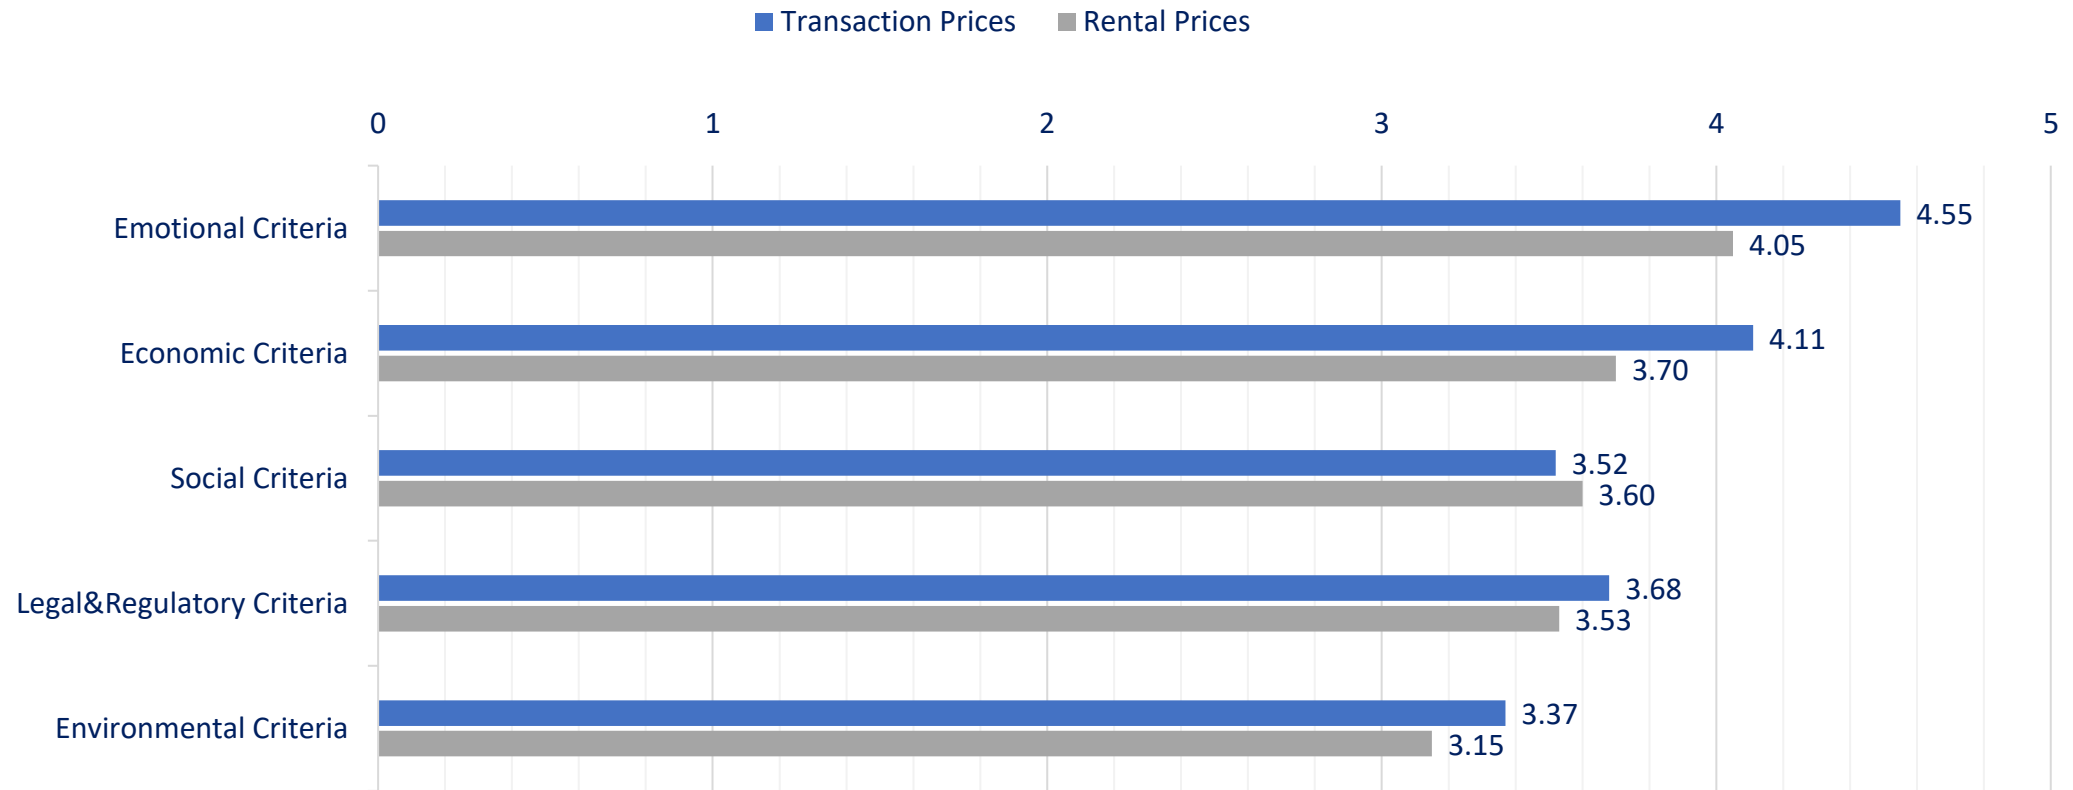 Transaction Prices Rental Prices
0 1 2 3 4 5
Emotional Criteria 4.55
4.05
Economic Criteria 4.11
3.70
Social Criteria 3.52
3.60
Legal&Regulatory Criteria 3.68
3.53
Environmental Criteria 3.37
3.15